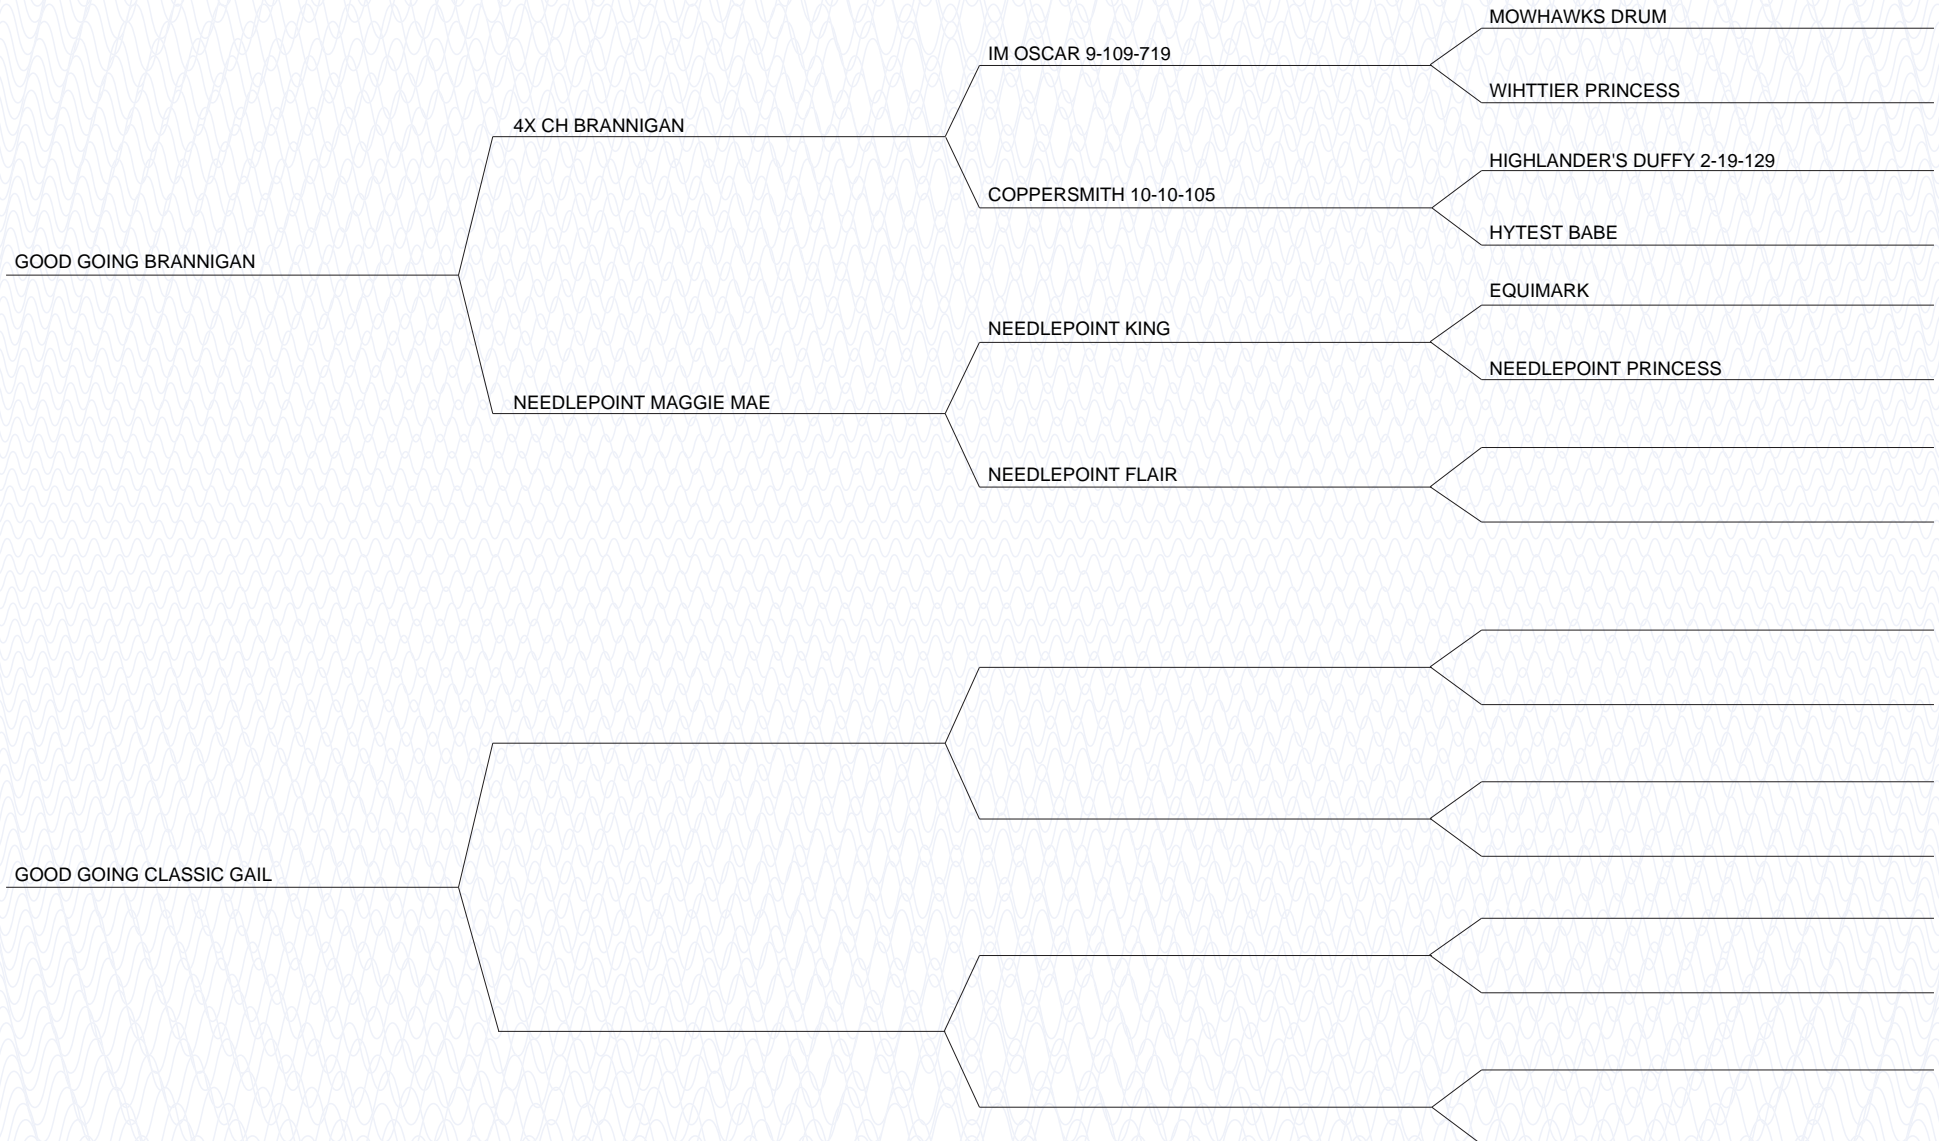 MOWHAWKS DRUM
IM OSCAR 9-109-719
WIHTTIER PRINCESS
4X CH BRANNIGAN
HIGHLANDER'S DUFFY 2-19-129
COPPERSMITH 10-10-105
HYTEST BABE
GOOD GOING BRANNIGAN
EQUIMARK
NEEDLEPOINT KING
NEEDLEPOINT PRINCESS
NEEDLEPOINT MAGGIE MAE
NEEDLEPOINT FLAIR
GOOD GOING CLASSIC GAIL